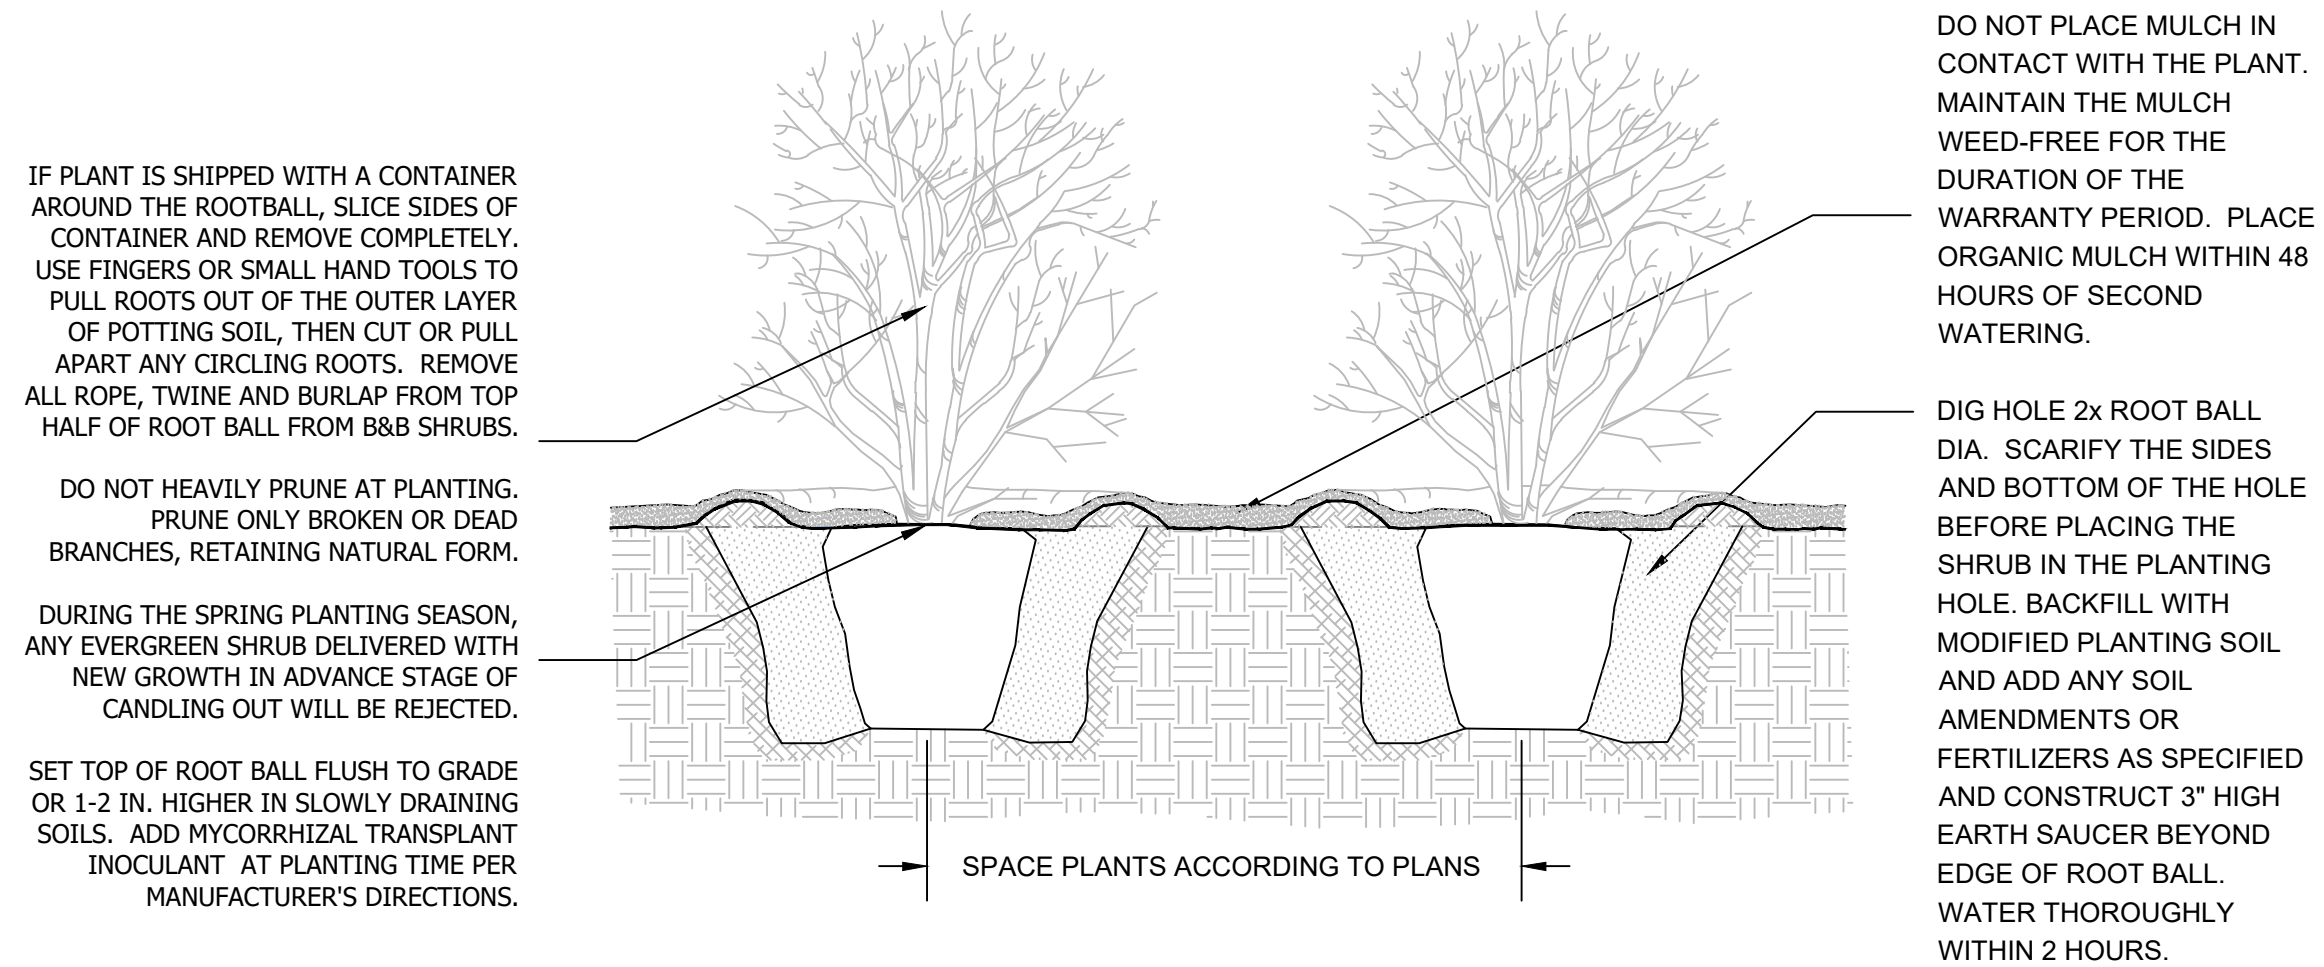 IF PLANT IS SHIPPED WITH A CONTAINER
AROUND THE ROOTBALL, SLICE SIDES OF
CONTAINER AND REMOVE COMPLETELY.
USE FINGERS OR SMALL HAND TOOLS TO
PULL ROOTS OUT OF THE OUTER LAYER
OF POTTING SOIL, THEN CUT OR PULL
APART ANY CIRCLING ROOTS.  REMOVE
ALL ROPE, TWINE AND BURLAP FROM TOP
HALF OF ROOT BALL FROM B&B SHRUBS.
DO NOT HEAVILY PRUNE AT PLANTING.
PRUNE ONLY BROKEN OR DEAD
BRANCHES, RETAINING NATURAL FORM.
DURING THE SPRING PLANTING SEASON,
ANY EVERGREEN SHRUB DELIVERED WITH
NEW GROWTH IN ADVANCE STAGE OF
CANDLING OUT WILL BE REJECTED.
SET TOP OF ROOT BALL FLUSH TO GRADE
OR 1-2 IN. HIGHER IN SLOWLY DRAINING
SOILS.  ADD MYCORRHIZAL TRANSPLANT
INOCULANT  AT PLANTING TIME PER
MANUFACTURER'S DIRECTIONS.
SPACE PLANTS ACCORDING TO PLANS
DO NOT PLACE MULCH IN
CONTACT WITH THE PLANT.
MAINTAIN THE MULCH
WEED-FREE FOR THE
DURATION OF THE
WARRANTY PERIOD.  PLACE
ORGANIC MULCH WITHIN 48
HOURS OF SECOND
WATERING.
DIG HOLE 2x ROOT BALL
DIA.  SCARIFY THE SIDES
AND BOTTOM OF THE HOLE
BEFORE PLACING THE
SHRUB IN THE PLANTING
HOLE. BACKFILL WITH
MODIFIED PLANTING SOIL
AND ADD ANY SOIL
AMENDMENTS OR
FERTILIZERS AS SPECIFIED
AND CONSTRUCT 3" HIGH
EARTH SAUCER BEYOND
EDGE OF ROOT BALL.
WATER THOROUGHLY
WITHIN 2 HOURS.